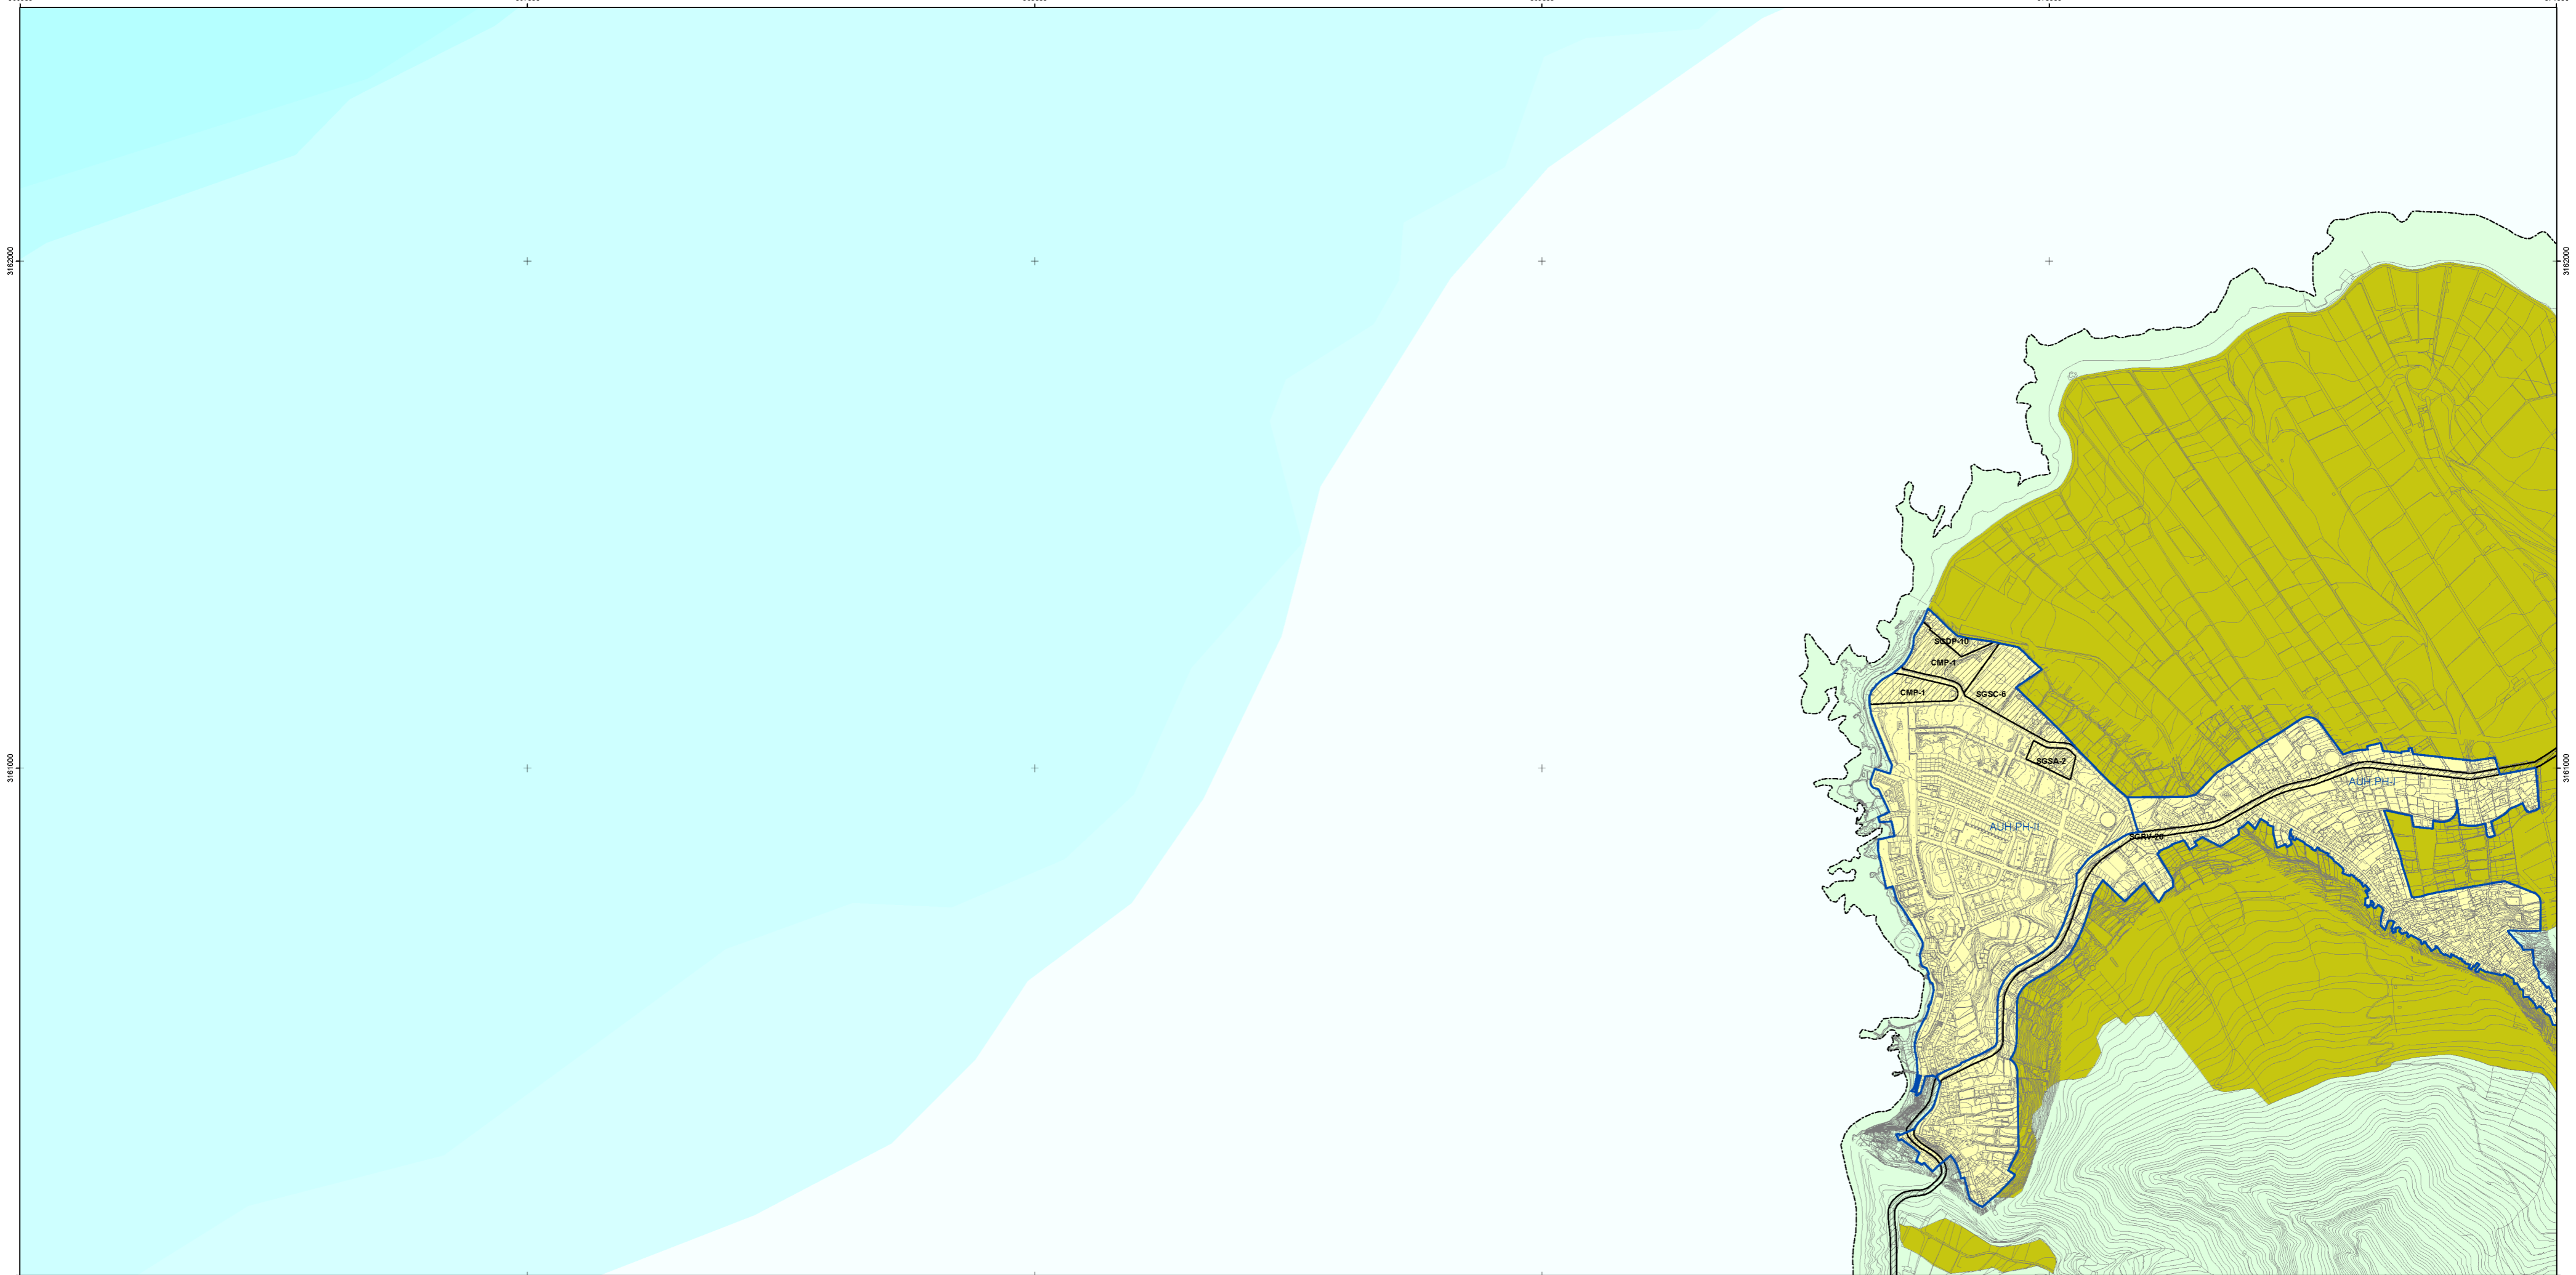 3162000
3162000
SGDP-10
CMP-1
CMP-1
SGSC-6
SGSA-2
3161000
3161000
AUH PH-I
AUH PH-II
SGRV-20